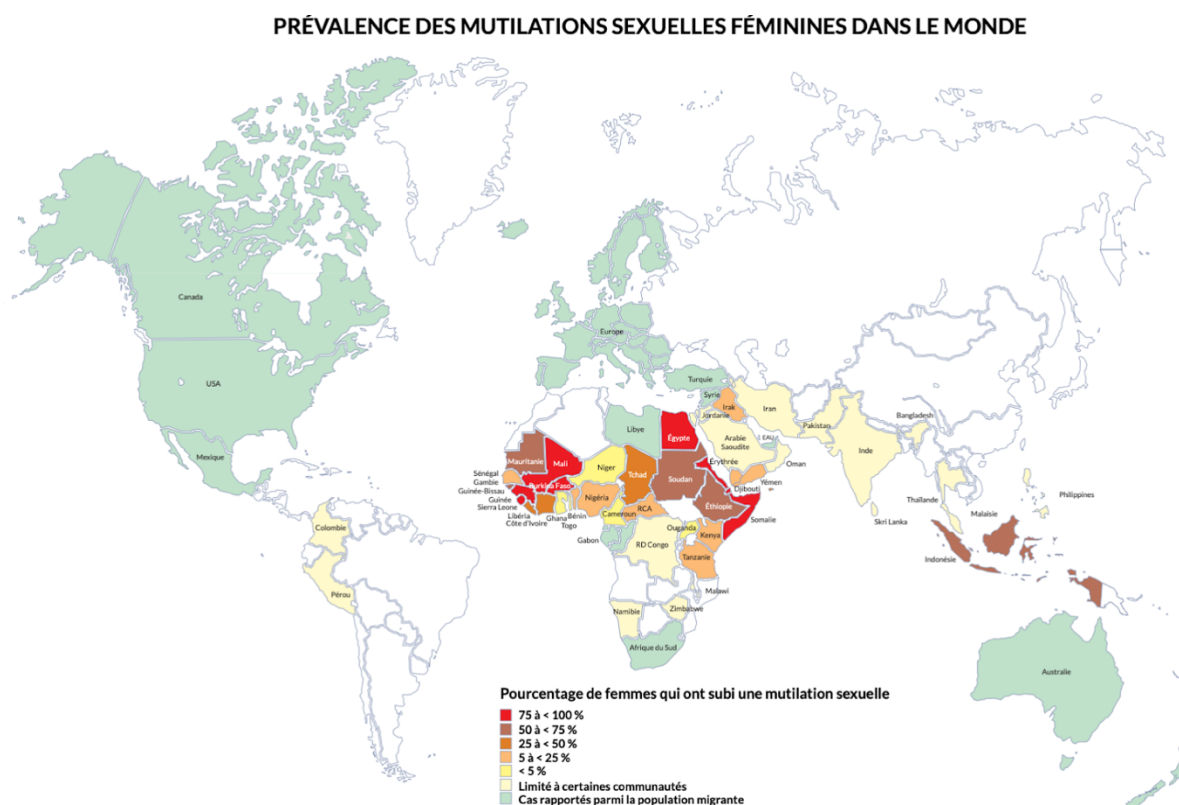 PRÉVALENCE DES MUTILATIONS SEXUELLES FÉMININES DANS LE MONDE
Canada
USA
Mexique
Colombie
Pérou
Europe
Turquie
Syrie
Irak
Iran
Jordanie
Libye
Égypte
Arabie
Saoudite
EAU
Oman
Yémen
Pakistan
Inde
Bangladesh
Thaïlande
Skri Lanka
Malaisie
Philippines
Indonésie
Australie
Mauritanie
Mali
Niger
Tchad
Soudan
Érythrée
Djibouti
Éthiopie
Somalie
Sénégal
Gambie
Guinée-Bissau
Guinée
Sierra Leone
Libéria
Côte d'Ivoire
Burkina Faso
Ghana
Togo
Bénin
Nigéria
Cameroun
RCA
Gabon
RD Congo
Ouganda
Kenya
Tanzanie
Malawi
Zimbabwe
Namibie
Afrique du Sud
Pourcentage de femmes qui ont subi une mutilation sexuelle
75 à < 100 %
50 à < 75 %
25 à < 50 %
5 à < 25 %
< 5 %
Limité à certaines communautés
Cas rapportés parmi la population migrante